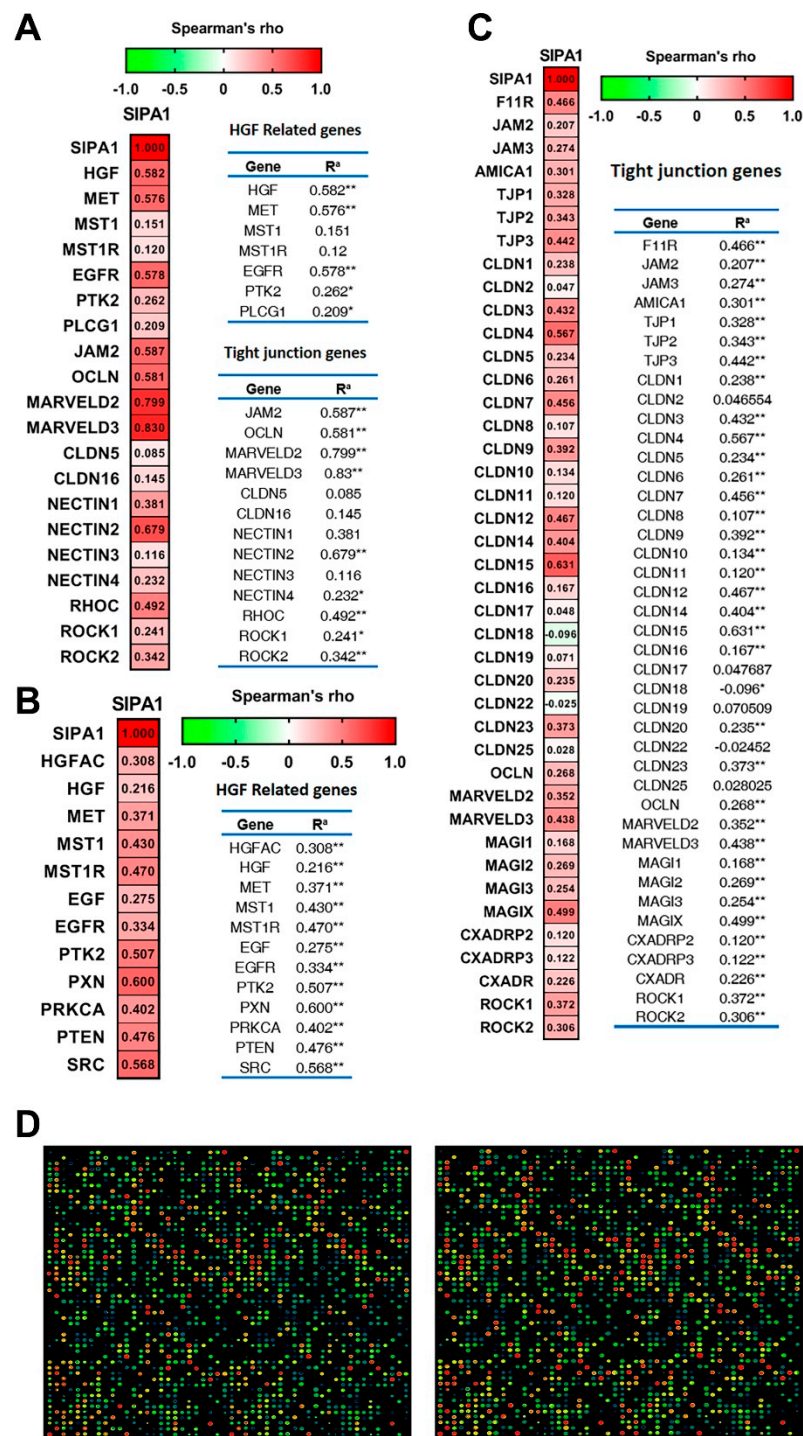 A
Spearman's rho
-1.0 -0.5 0 0.5 1.0
SIPA1
SIPA1 1.000
HGF 0.582
MET 0.576
MST1 0.151
MST1R 0.120
EGFR 0.578
PTK2 0.262
PLCG1 0.209
JAM2 0.587
OCLN 0.581
MARVELD2 0.799
MARVELD3 0.830
CLDN5 0.085
CLDN16 0.145
NECTIN1 0.381
NECTIN2 0.679
NECTIN3 0.116
NECTIN4 0.232
RHOC 0.492
ROCK1 0.241
ROCK2 0.342
HGF Related genes
Gene Rª
HGF 0.582**
MET 0.576**
MST1 0.151
MST1R 0.12
EGFR 0.578**
PTK2 0.262*
PLCG1 0.209*
Tight junction genes
Gene Rª
JAM2 0.587**
OCLN 0.581**
MARVELD2 0.799**
MARVELD3 0.83**
CLDN5 0.085
CLDN16 0.145
NECTIN1 0.381
NECTIN2 0.679**
NECTIN3 0.116
NECTIN4 0.232*
RHOC 0.492**
ROCK1 0.241*
ROCK2 0.342**
B
Spearman's rho
-1.0 -0.5 0 0.5 1.0
SIPA1
SIPA1 1.000
HGFAC 0.308
HGF 0.216
MET 0.371
MST1 0.430
MST1R 0.470
EGF 0.275
EGFR 0.334
PTK2 0.507
PXN 0.600
PRKCA 0.402
PTEN 0.476
SRC 0.568
HGF Related genes
Gene Rª
HGFAC 0.308**
HGF 0.216**
MET 0.371**
MST1 0.430**
MST1R 0.470**
EGF 0.275**
EGFR 0.334**
PTK2 0.507**
PXN 0.600**
PRKCA 0.402**
PTEN 0.476**
SRC 0.568**
C
Spearman's rho
-1.0 -0.5 0 0.5 1.0
SIPA1
SIPA1 1.000
F11R 0.466
JAM2 0.207
JAM3 0.274
AMICA1 0.301
TJP1 0.328
TJP2 0.343
TJP3 0.442
CLDN1 0.238
CLDN2 0.047
CLDN3 0.432
CLDN4 0.567
CLDN5 0.234
CLDN6 0.261
CLDN7 0.456
CLDN8 0.107
CLDN9 0.392
CLDN10 0.134
CLDN11 0.120
CLDN12 0.467
CLDN14 0.404
CLDN15 0.631
CLDN16 0.167
CLDN17 0.048
CLDN18 -0.096
CLDN19 0.071
CLDN20 0.235
CLDN22 -0.025
CLDN23 0.373
CLDN25 0.028
OCLN 0.268
MARVELD2 0.352
MARVELD3 0.438
MAGI1 0.168
MAGI2 0.269
MAGI3 0.254
MAGIX 0.499
CXADRP2 0.120
CXADRP3 0.122
CXADR 0.226
ROCK1 0.372
ROCK2 0.306
Tight junction genes
Gene Rª
F11R 0.466**
JAM2 0.207**
JAM3 0.274**
AMICA1 0.301**
TJP1 0.328**
TJP2 0.343**
TJP3 0.442**
CLDN1 0.238**
CLDN2 0.046554
CLDN3 0.432**
CLDN4 0.567**
CLDN5 0.234**
CLDN6 0.261**
CLDN7 0.456**
CLDN8 0.107**
CLDN9 0.392**
CLDN10 0.134**
CLDN11 0.120**
CLDN12 0.467**
CLDN14 0.404**
CLDN15 0.631**
CLDN16 0.167**
CLDN17 0.047687
CLDN18 -0.096*
CLDN19 0.070509
CLDN20 0.235**
CLDN22 -0.02452
CLDN23 0.373**
CLDN25 0.028025
OCLN 0.268**
MARVELD2 0.352**
MARVELD3 0.438**
MAGI1 0.168**
MAGI2 0.269**
MAGI3 0.254**
MAGIX 0.499**
CXADRP2 0.120**
CXADRP3 0.122**
CXADR 0.226**
ROCK1 0.372**
ROCK2 0.306**
D